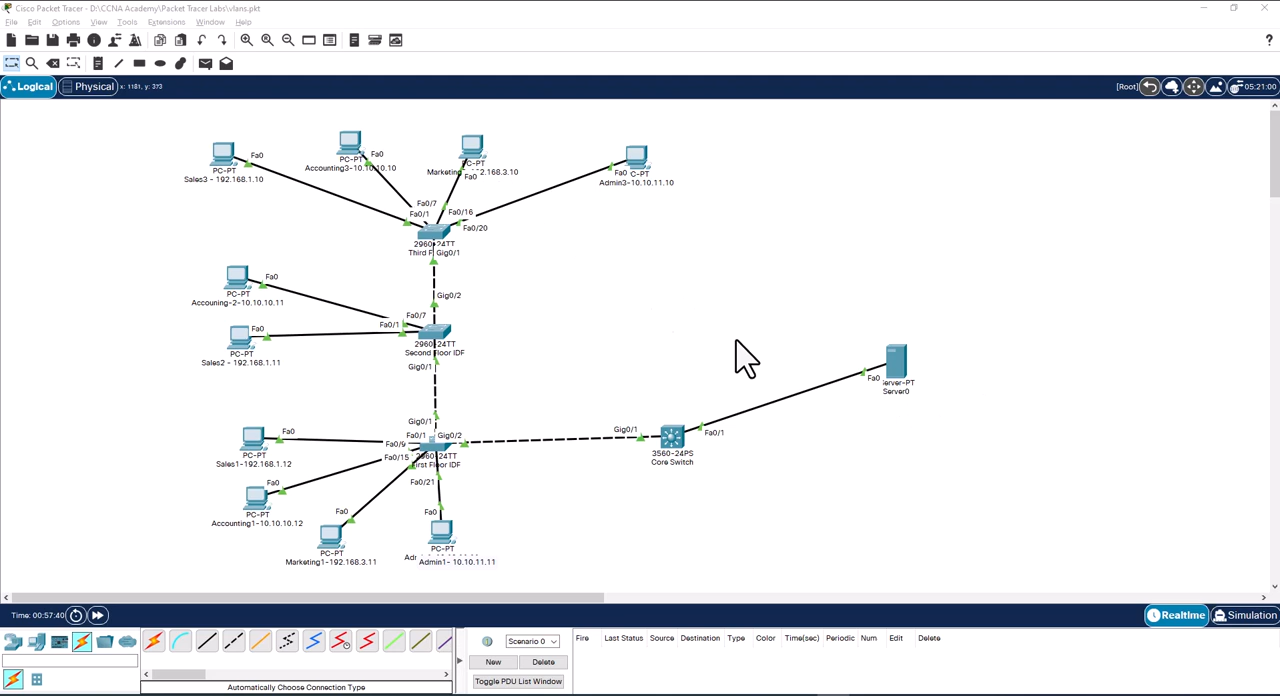 Cisco Packet Tracer - D:\CCNA Academy\Packet Tracer Labs\vlans.pkt
File Edit Options View Tools Extensions Window Help
Logical Physical x: 1181, y: 373 [Root] 05:21:00
Fa0
PC-PT
Sales3 - 192.168.1.10
Fa0
PC-PT
Accounting3-10.10.10.10
PC-PT
Fa0
Fa0
Admin3-10.10.11.10
Fa0/7
Fa0/1
Fa0/16
Fa0/20
Gig0/1
Fa0
PC-PT
Accouning-2-10.10.10.11
Gig0/2
Fa0/7
Fa0/1
Second Floor IDF
Fa0
PC-PT
Sales2 - 192.168.1.11
Gig0/1
Gig0/1
Fa0/1
Gig0/2
Fa0/9
Fa0/15
First Floor IDF
Fa0/21
Fa0
PC-PT
Sales1-192.168.1.12
Fa0
PC-PT
Accounting1-10.10.10.12
Fa0
PC-PT
Marketing1-192.168.3.11
Fa0
PC-PT
Admin1- 10.10.11.11
Gig0/1
Fa0/1
3560-24PS
Core Switch
Fa0
Server0
Time: 00:57:40
Realtime Simulation
Scenario 0
New Delete
Toggle PDU List Window
Fire Last Status Source Destination Type Color Time(sec) Periodic Num Edit Delete
Automatically Choose Connection Type